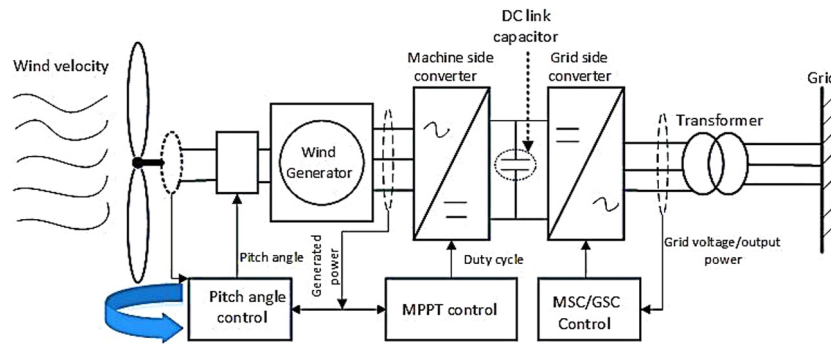 DC link
capacitor
Wind velocity
Machine side
converter
Grid side
converter
Grid
Transformer
Wind
Generator
Pitch angle
Generated
power
Duty cycle
Grid voltage/output
power
Pitch angle
control
MPPT control
MSC/GSC
Control